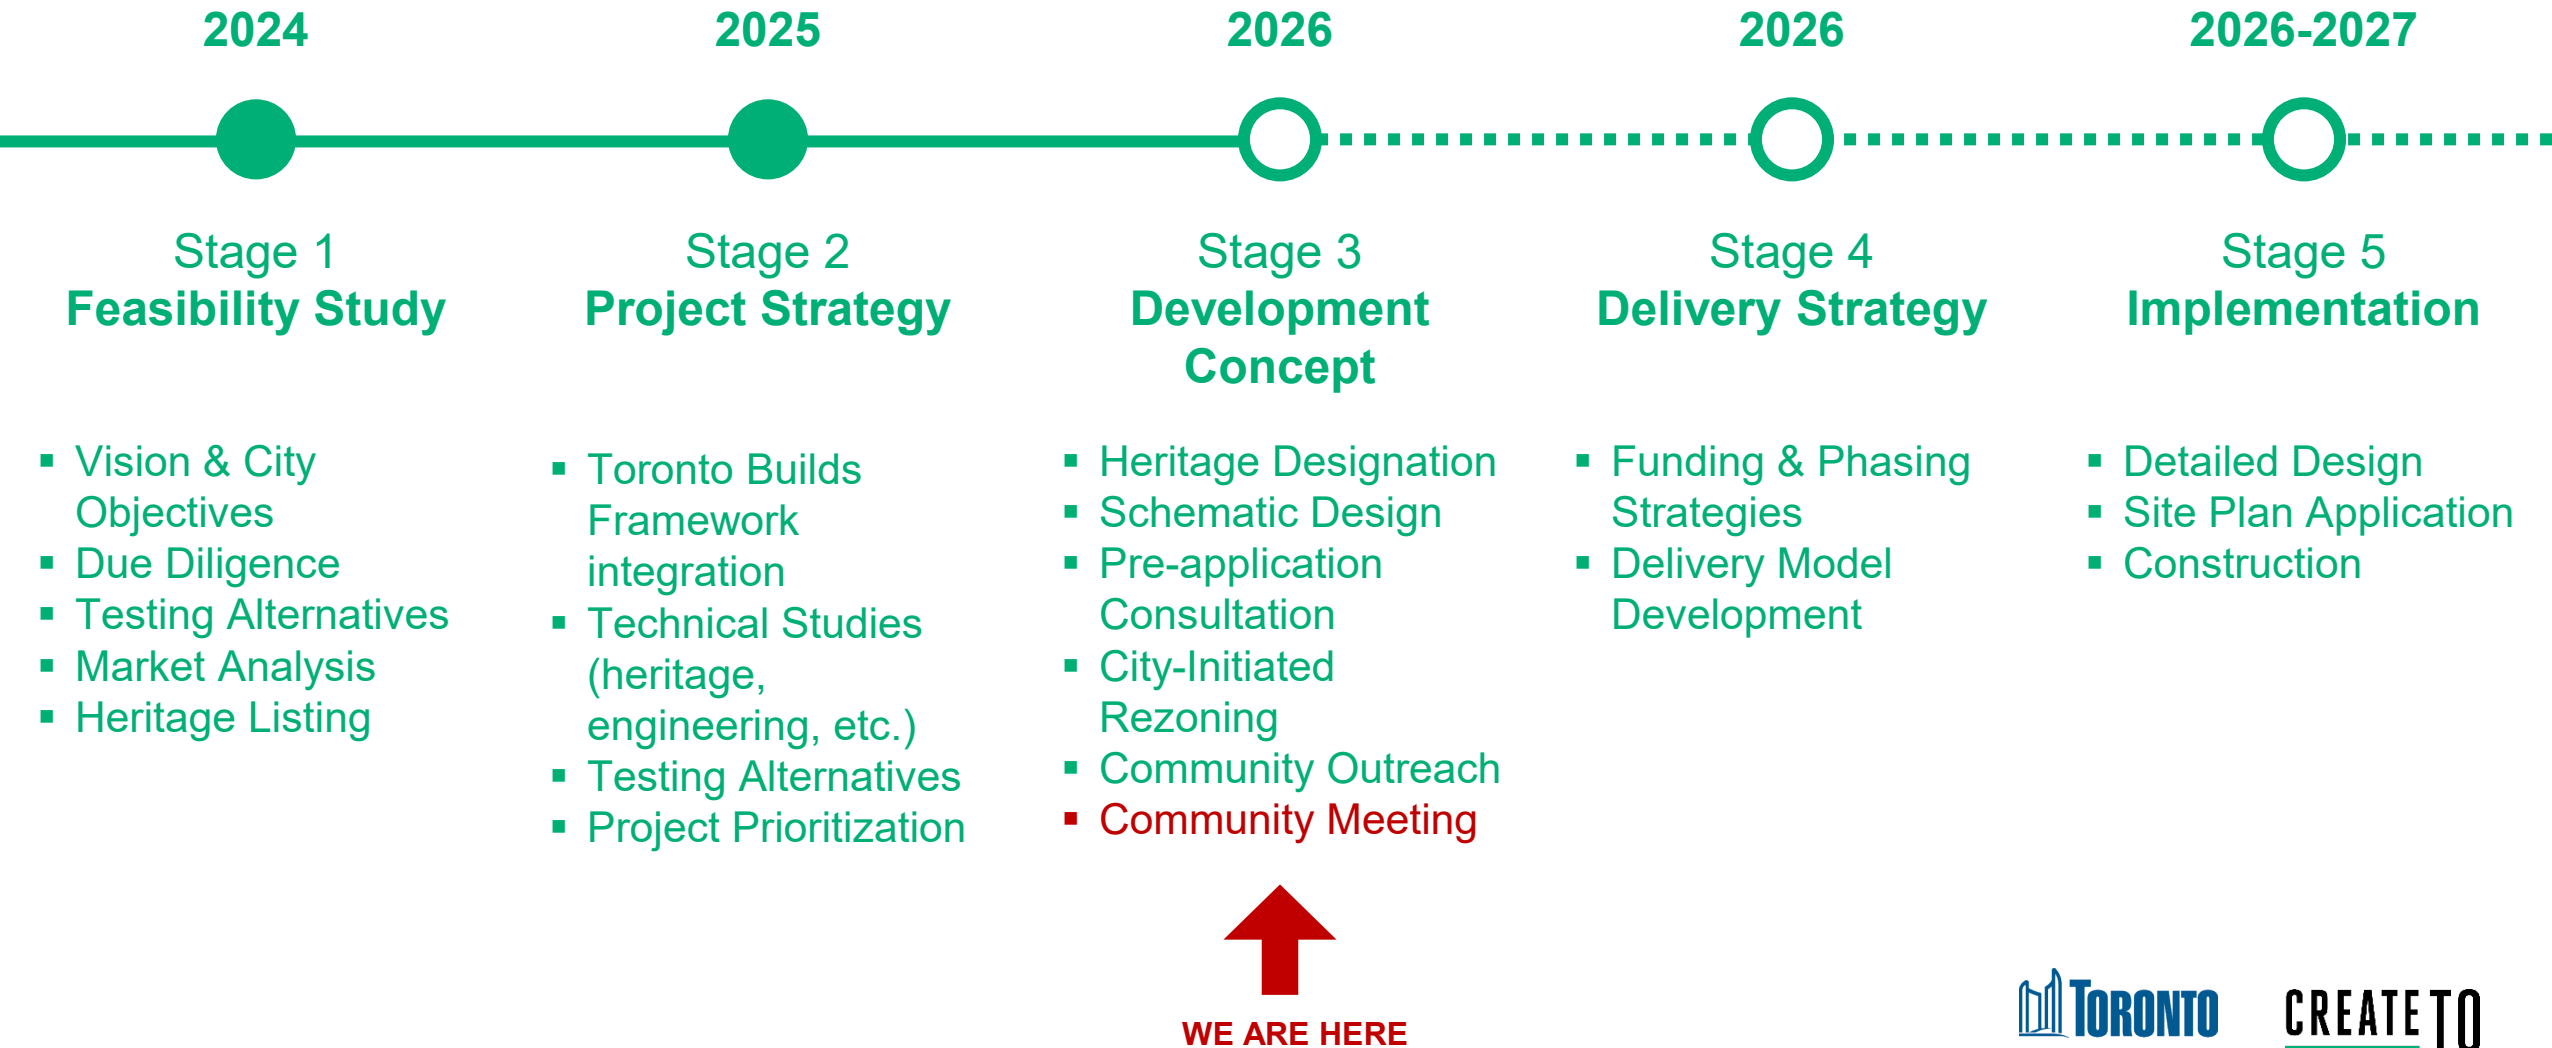 2024
Stage 1
Feasibility Study
▪ Vision & City
Objectives
▪ Due Diligence
▪ Testing Alternatives
▪ Market Analysis
▪ Heritage Listing
2025
Stage 2
Project Strategy
▪ Toronto Builds
Framework
integration
▪ Technical Studies
(heritage,
engineering, etc.)
▪ Testing Alternatives
▪ Project Prioritization
2026
Stage 3
Development
Concept
▪ Heritage Designation
▪ Schematic Design
▪ Pre-application
Consultation
▪ City-Initiated
Rezoning
▪ Community Outreach
▪ Community Meeting
WE ARE HERE
2026
Stage 4
Delivery Strategy
▪ Funding & Phasing
Strategies
▪ Delivery Model
Development
2026-2027
Stage 5
Implementation
▪ Detailed Design
▪ Site Plan Application
▪ Construction
TORONTO
CREATETO